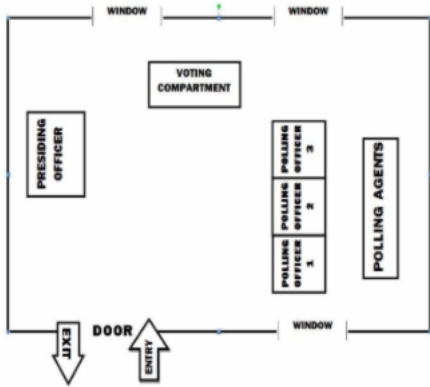 WINDOW
WINDOW
VOTING
COMPARTMENT
PRESIDING
OFFICER
POLLING
OFFICER
3
POLLING
OFFICER
2
POLLING
OFFICER
1
POLLING AGENTS
EXIT
DOOR
ENTRY
WINDOW